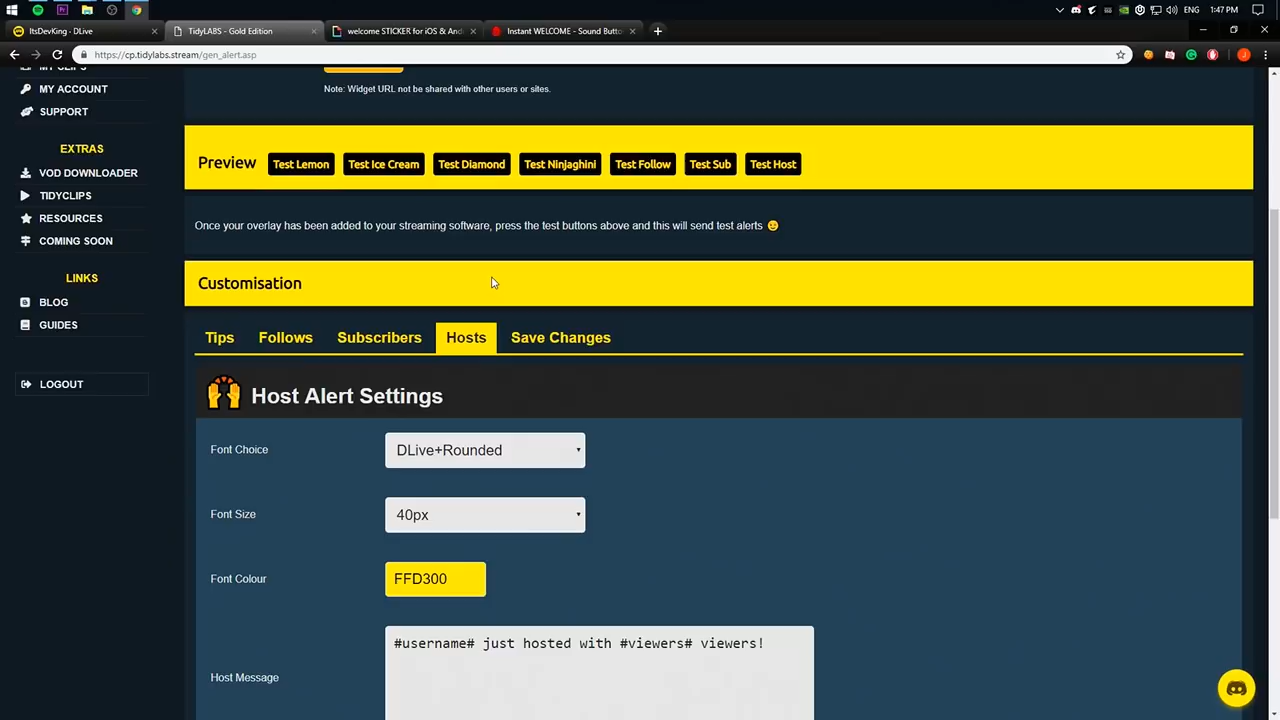 ENG 1:47 PM
ItsDevKing - DLive
TidyLABS - Gold Edition
welcome STICKER for iOS & And
Instant WELCOME - Sound Butto
https://cp.tidylabs.stream/gen_alert.asp
MY CLIPS
MY ACCOUNT
SUPPORT
EXTRAS
VOD DOWNLOADER
TIDYCLIPS
RESOURCES
COMING SOON
LINKS
BLOG
GUIDES
LOGOUT
Note: Widget URL not be shared with other users or sites.
Preview Test Lemon Test Ice Cream Test Diamond Test Ninjaghini Test Follow Test Sub Test Host
Once your overlay has been added to your streaming software, press the test buttons above and this will send test alerts
Customisation
Tips Follows Subscribers Hosts Save Changes
Host Alert Settings
Font Choice DLive+Rounded
Font Size 40px
Font Colour FFD300
#username# just hosted with #viewers# viewers!
Host Message